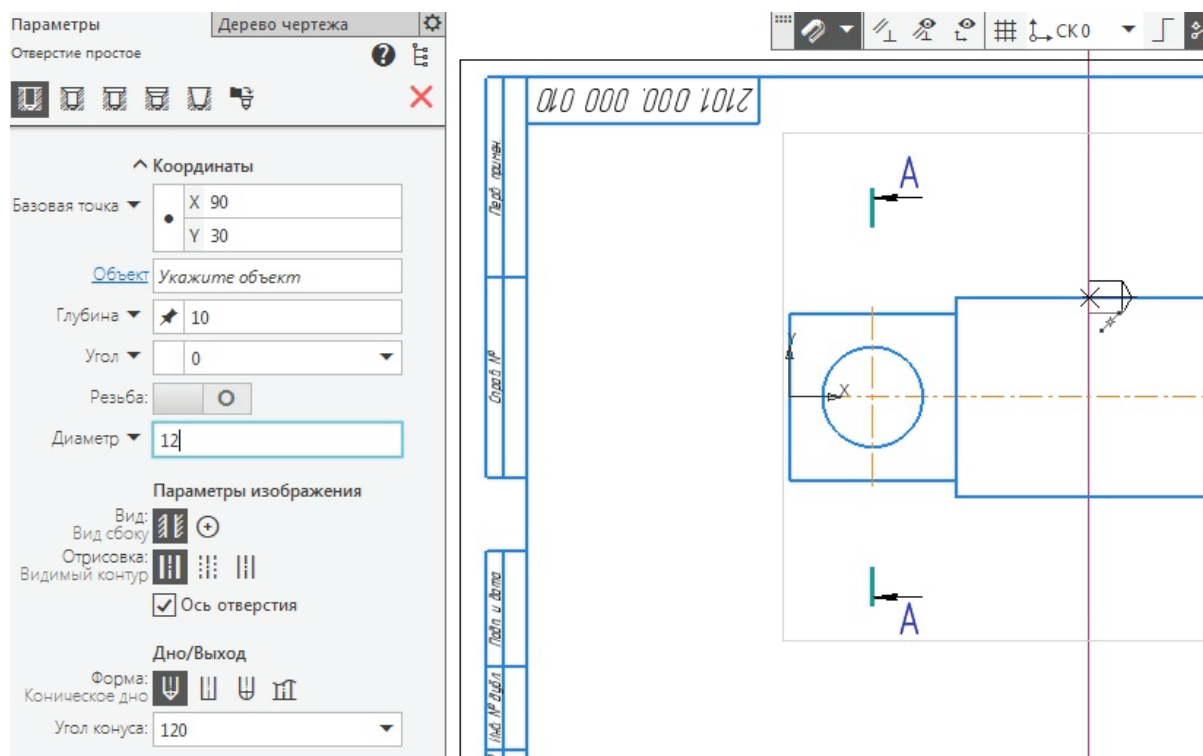 Параметры
Дерево чертежа
Отверстие простое
?
СК 0
Координаты
Базовая точка
X 90
Y 30
Объект Укажите объект
Глубина 10
Угол 0
Резьба:
Диаметр 12
Параметры изображения
Вид:
Вид сбоку
Отрисовка:
Видимый контур
Ось отверстия
Дно/Выход
Форма:
Коническое дно
Угол конуса: 120
2101. 000. 000 010
Перв. примен.
Справ. №
Подп. и дата
Инв. № дубл.
А
Y
X
А